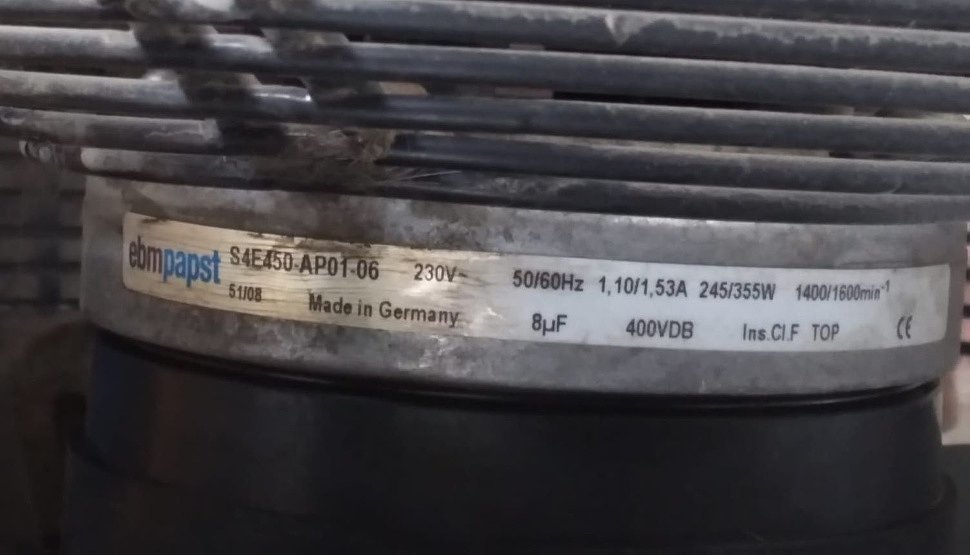 ebmpapst S4E450-AP01-06 230V~ 50/60Hz 1,10/1,53A 245/355W 1400/1600min⁻¹
51/08 Made in Germany 8µF 400VDB Ins.Cl.F TOP CE